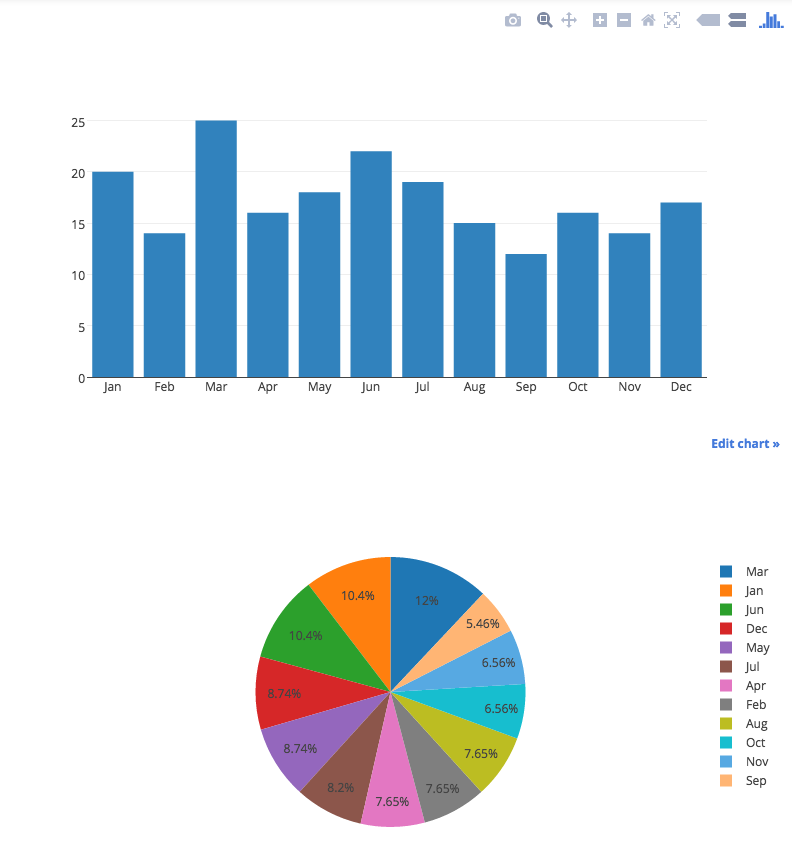 25
20
15
10
5
0
Jan Feb Mar Apr May Jun Jul Aug Sep Oct Nov Dec
Edit chart »
12%
10.4%
10.4%
5.46%
6.56%
8.74%
6.56%
8.74%
7.65%
8.2%
7.65%
7.65%
Mar
Jan
Jun
Dec
May
Jul
Apr
Feb
Aug
Oct
Nov
Sep